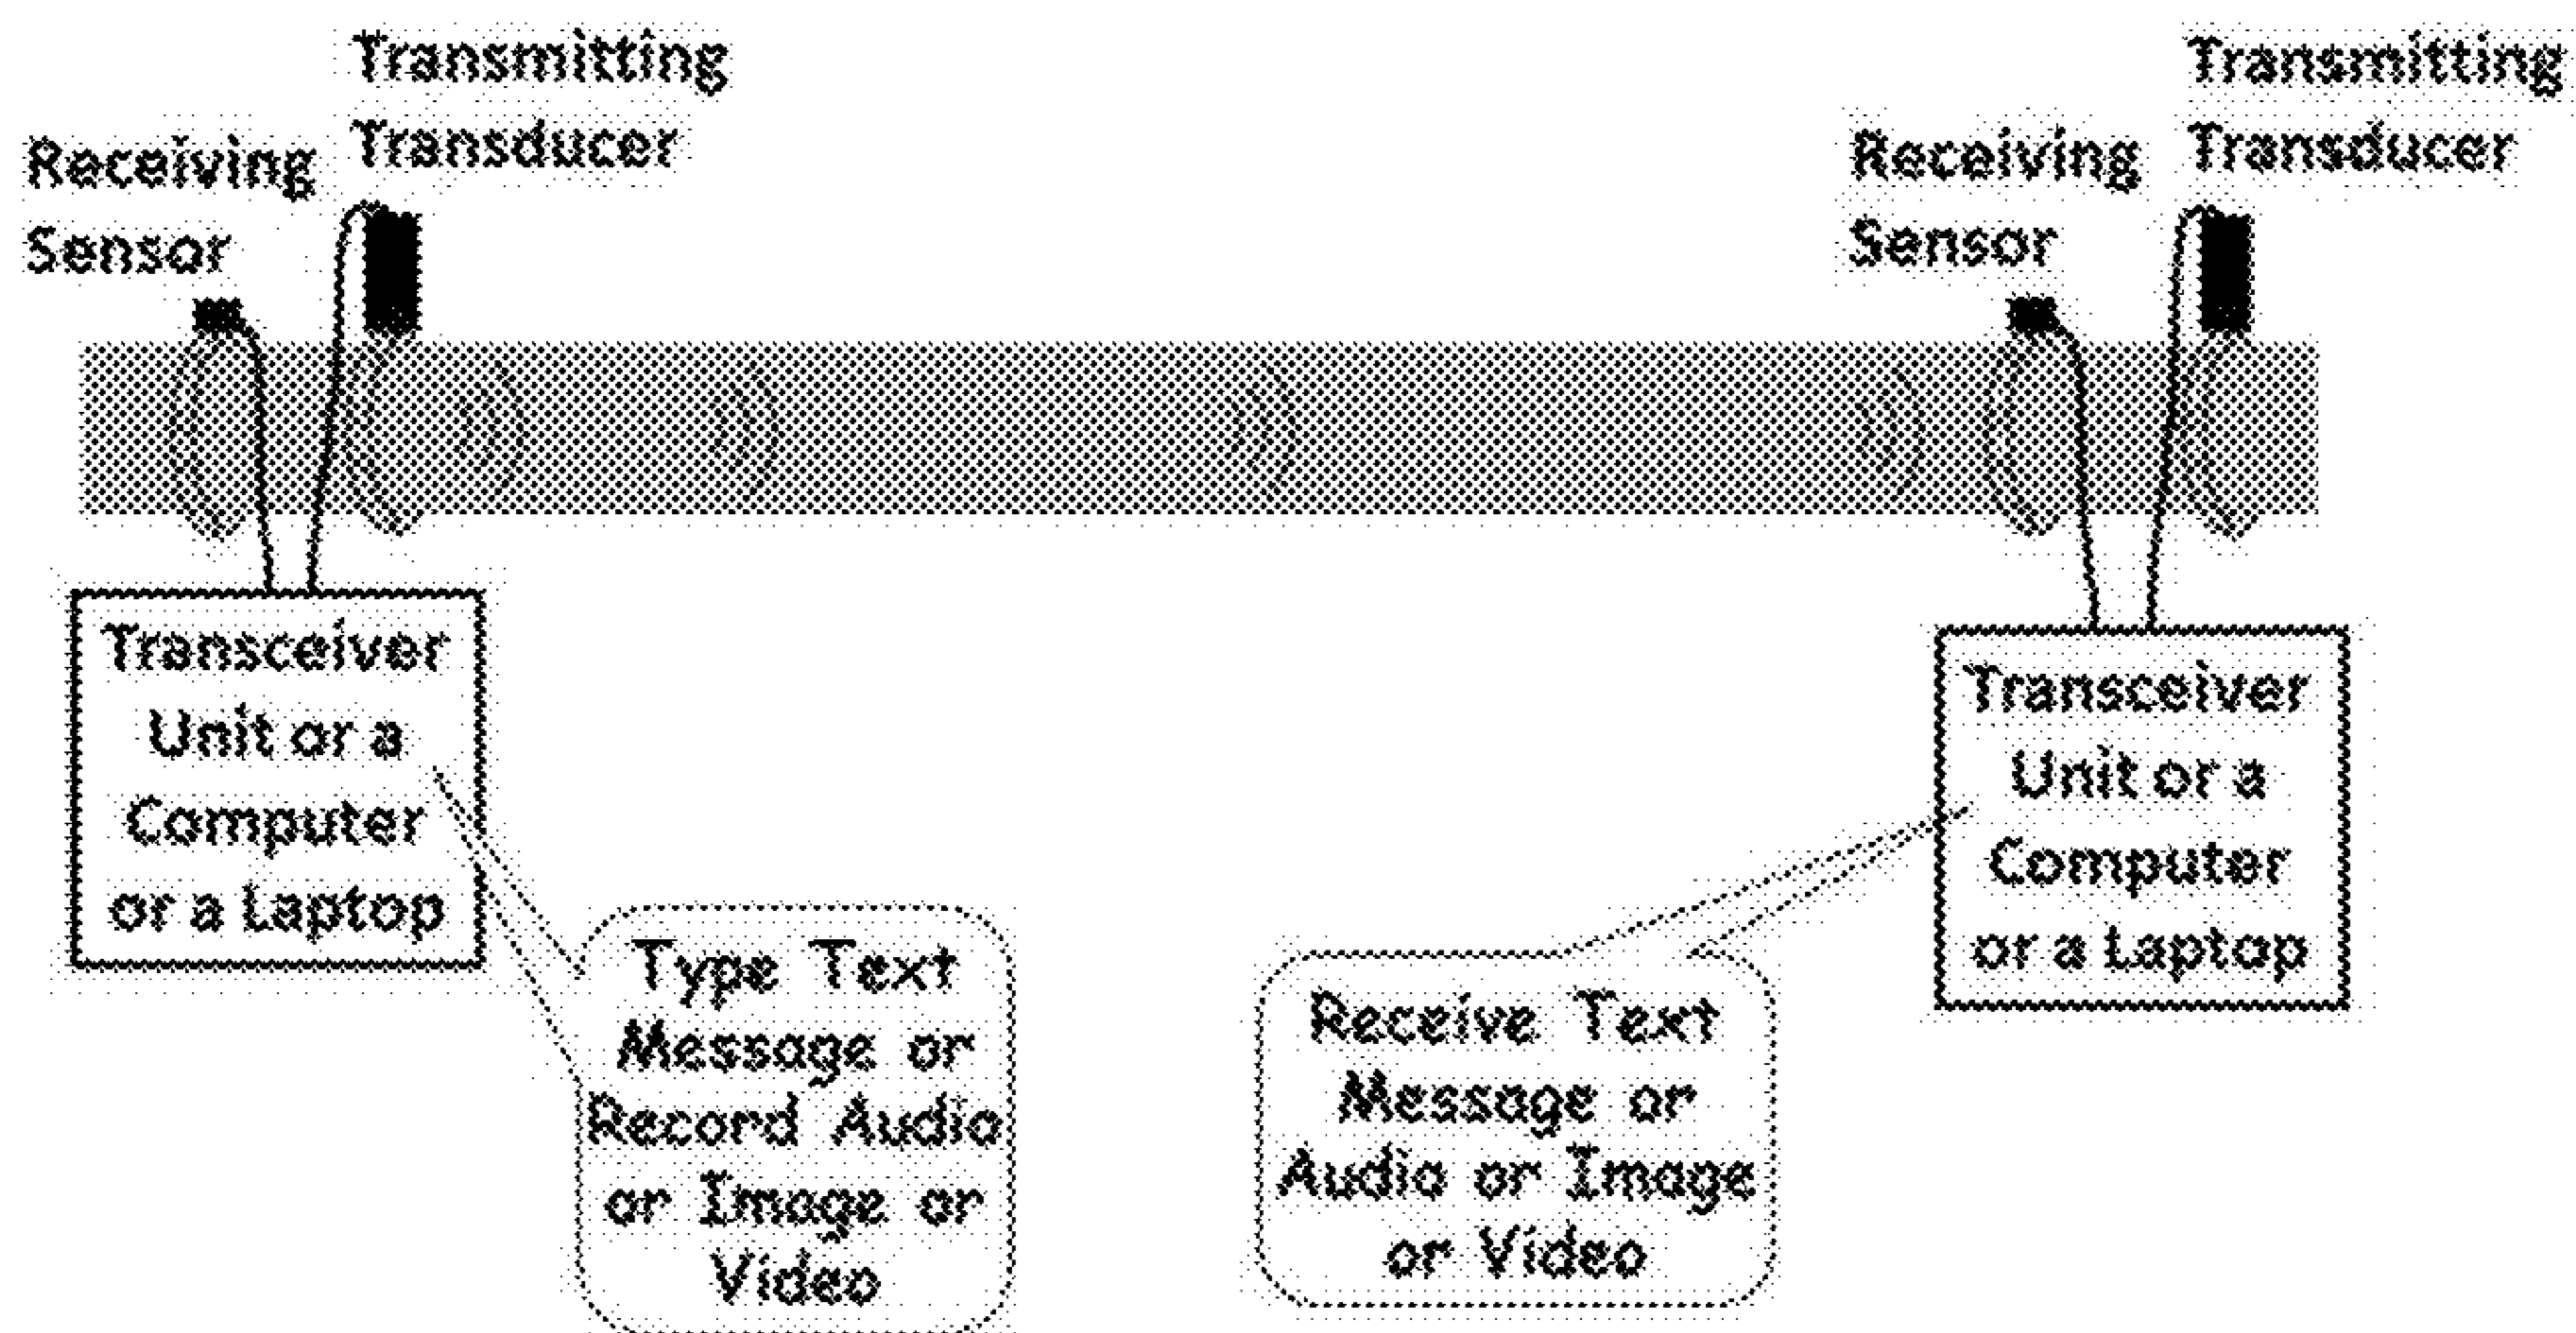 Transmitting
Transducer
Receiving
Sensor
Transmitting
Transducer
Receiving
Sensor
Transceiver
Unit or a
Computer
or a Laptop
Transceiver
Unit or a
Computer
or a Laptop
Type Text
Message or
Record Audio
or Image or
Video
Receive Text
Message or
Audio or Image
or Video